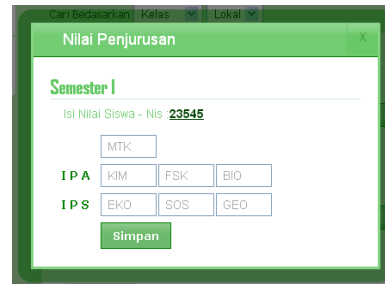 Cari Bedasarkan Kelas Lokal
Nilai Penjurusan X
Semester I
Isi Nilai Siswa - Nis :23545
MTK
IPA KIM FSK BIO
IPS EKO SOS GEO
Simpan